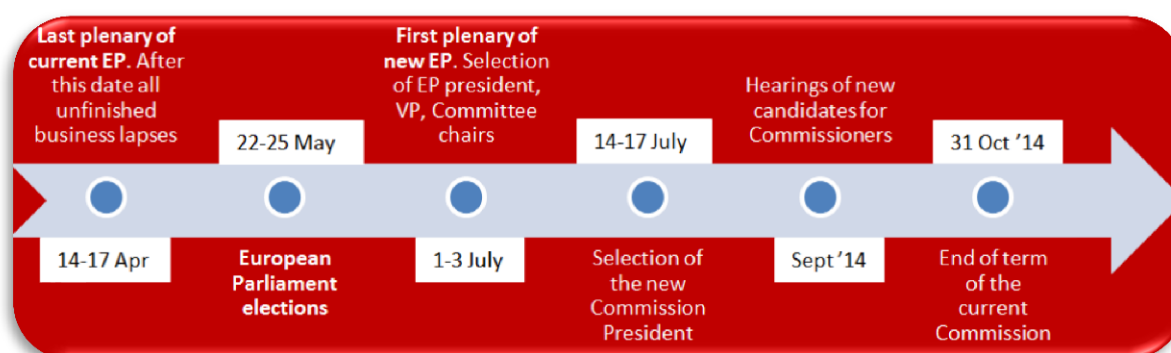 Last plenary of
current EP. After
this date all
unfinished
business lapses
14-17 Apr
22-25 May
European
Parliament
elections
First plenary of
new EP. Selection
of EP president,
VP, Committee
chairs
1-3 July
14-17 July
Selection of
the new
Commission
President
Hearings of new
candidates for
Commissioners
Sept '14
31 Oct '14
End of term
of the
current
Commission